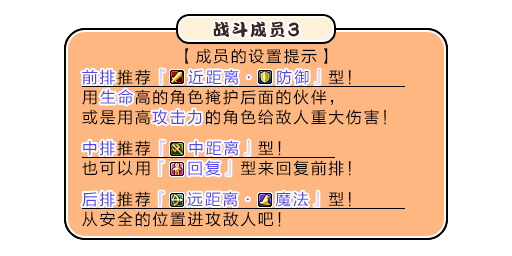 战斗成员3
【成员的设置提示】
前排推荐『近距离·防御』型！
用生命高的角色掩护后面的伙伴，
或是用高攻击力的角色给敌人重大伤害！
中排推荐『中距离』型！
也可以用『回复』型来回复前排！
后排推荐『远距离·魔法』型！
从安全的位置进攻敌人吧！